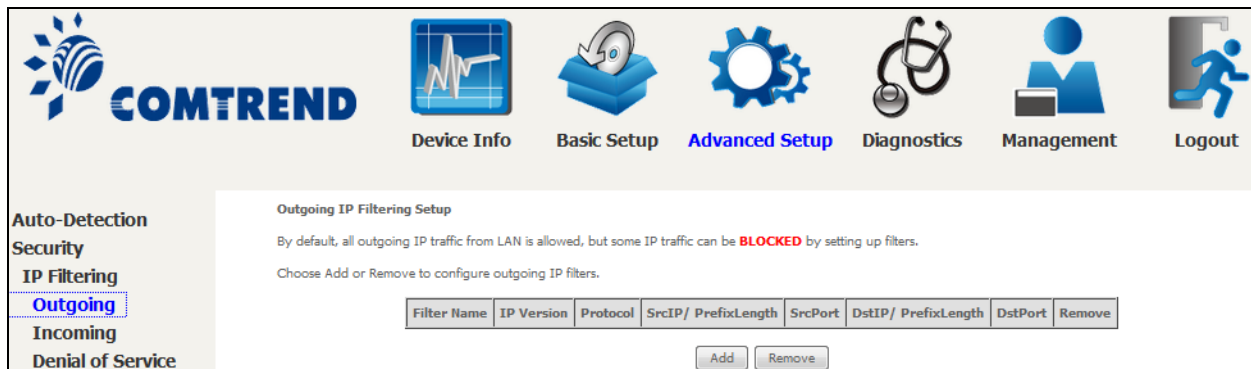 COMTREND
Device Info
Basic Setup
Advanced Setup
Diagnostics
Management
Logout
Auto-Detection
Security
IP Filtering
Outgoing
Incoming
Denial of Service
Outgoing IP Filtering Setup
By default, all outgoing IP traffic from LAN is allowed, but some IP traffic can be BLOCKED by setting up filters.
Choose Add or Remove to configure outgoing IP filters.
Filter Name IP Version Protocol SrcIP/ PrefixLength SrcPort DstIP/ PrefixLength DstPort Remove
Add Remove